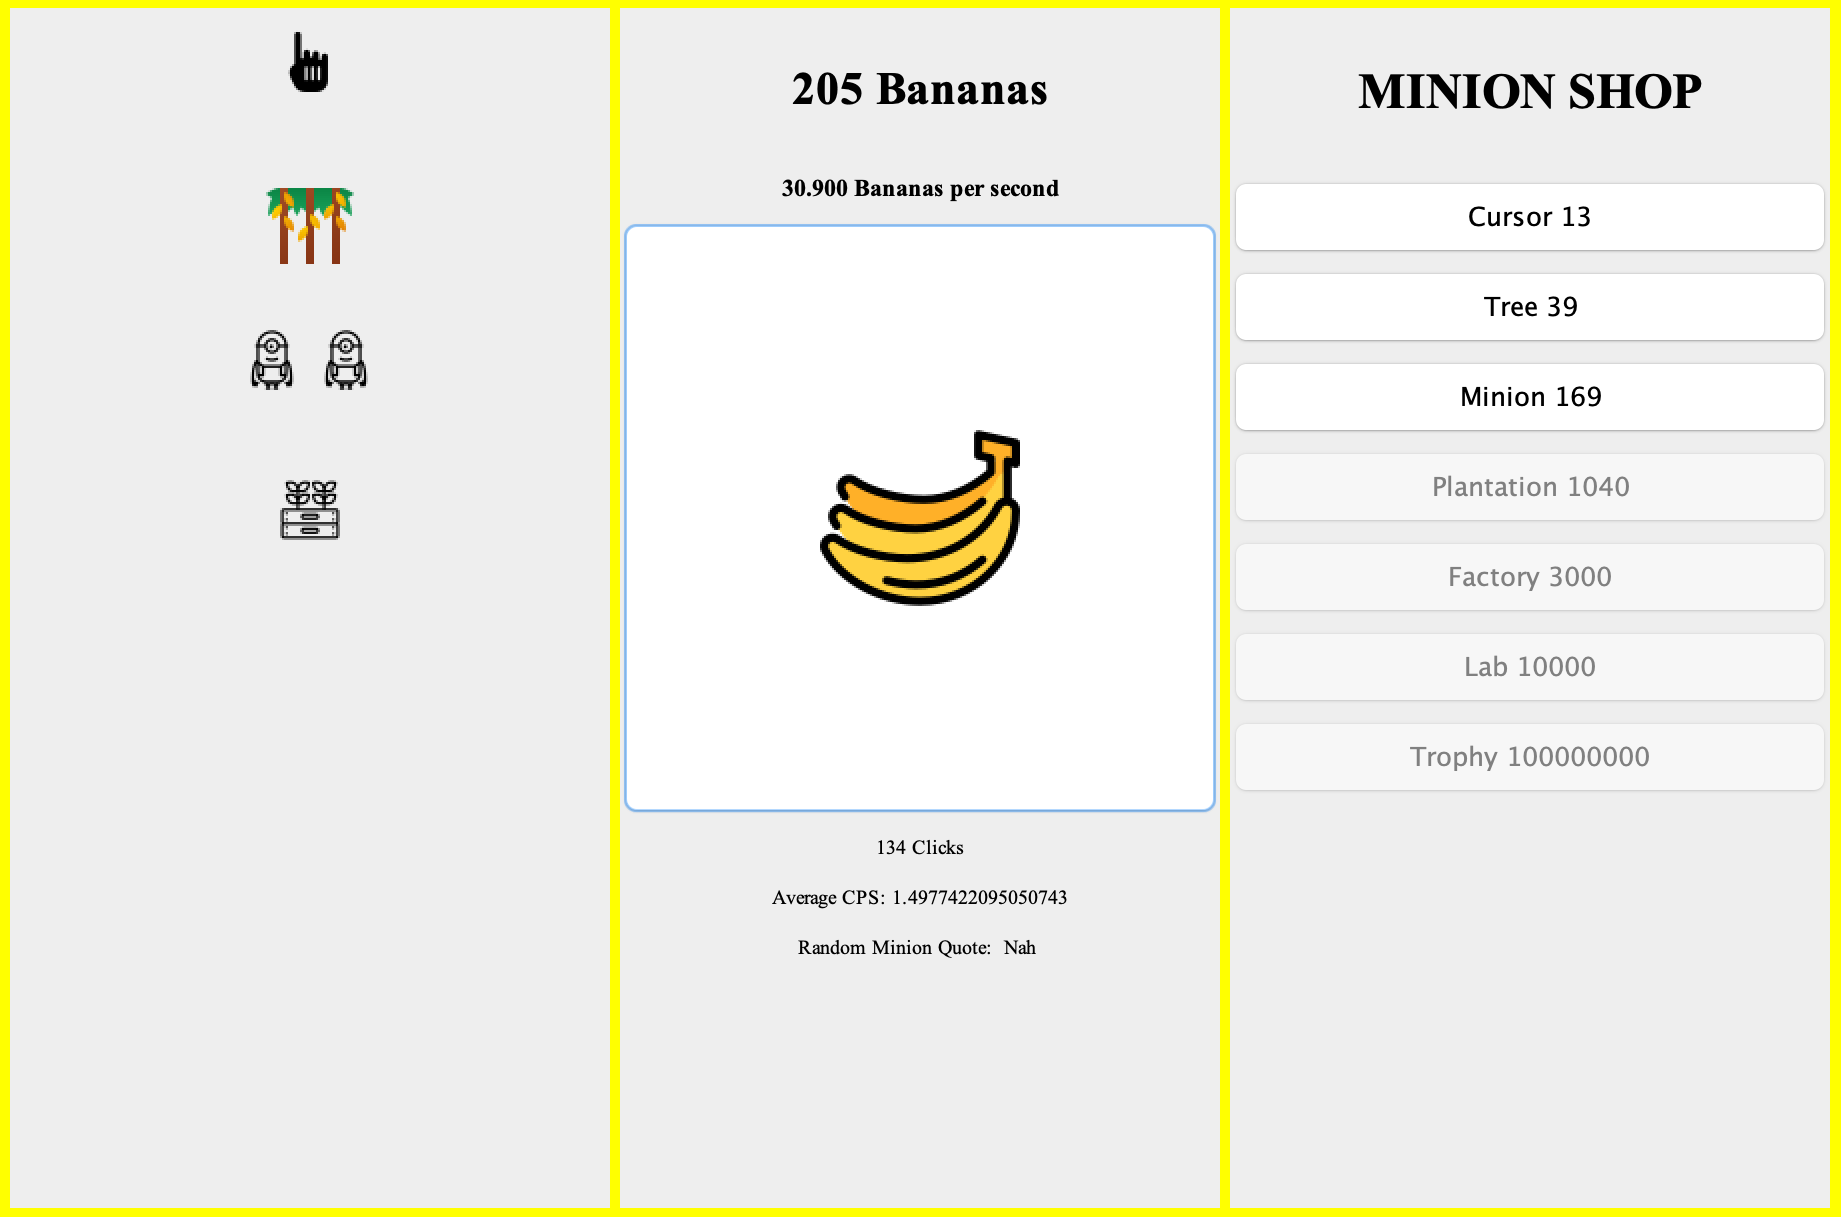 205 Bananas
30.900 Bananas per second
134 Clicks
Average CPS: 1.4977422095050743
Random Minion Quote:  Nah
MINION SHOP
Cursor 13
Tree 39
Minion 169
Plantation 1040
Factory 3000
Lab 10000
Trophy 100000000